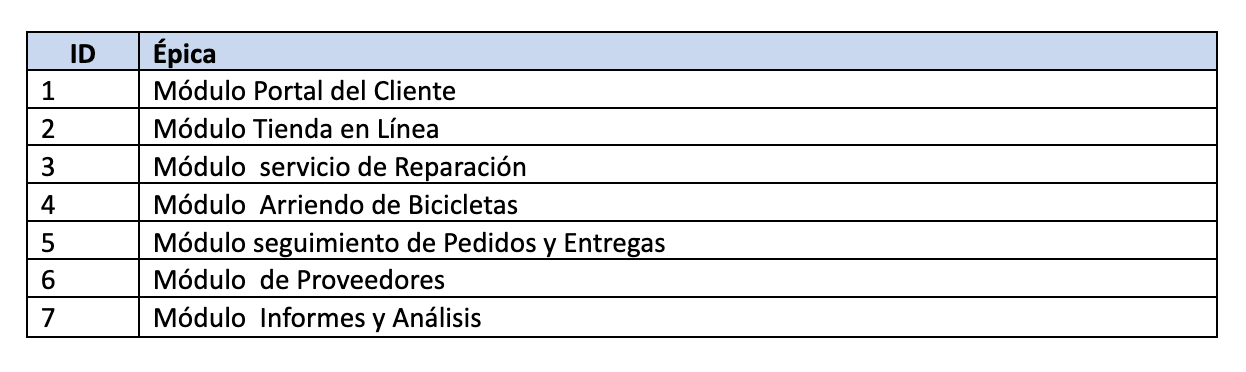 ID Épica
1 Módulo Portal del Cliente
2 Módulo Tienda en Línea
3 Módulo  servicio de Reparación
4 Módulo  Arriendo de Bicicletas
5 Módulo seguimiento de Pedidos y Entregas
6 Módulo  de Proveedores
7 Módulo  Informes y Análisis